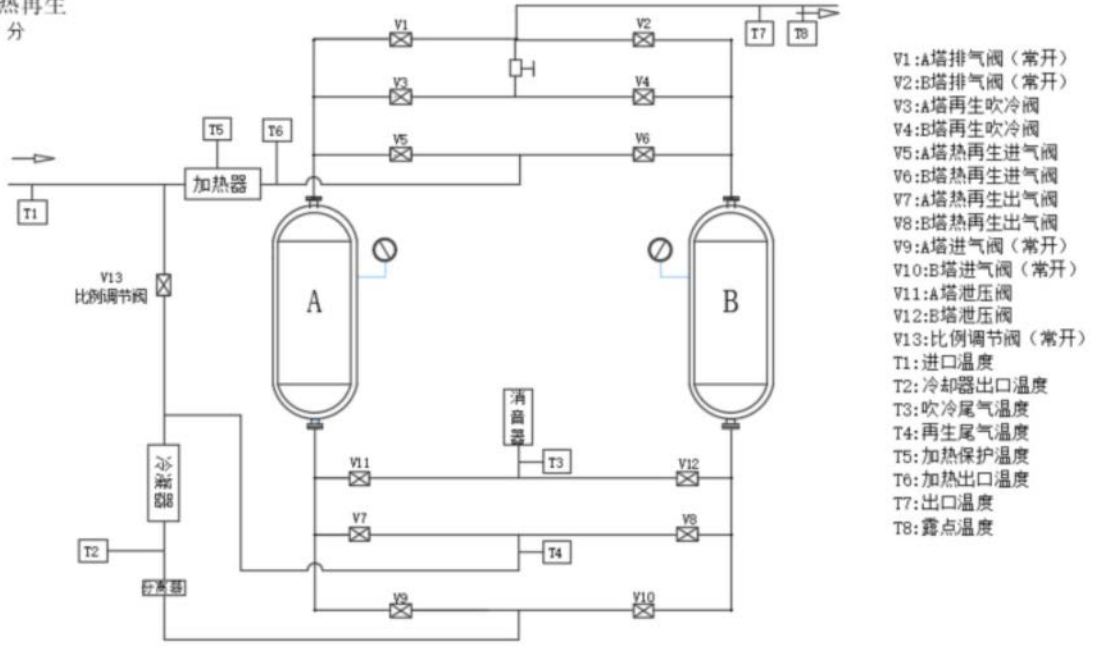 热再生
分
V1
V2
T7
T8
V3
V4
T5
T6
V5
V6
加热器
T1
V13
比例调节阀
A
B
消音器
T3
V11
V12
冷凝器
V7
V8
T4
T2
分离器
V9
V10
V1:A塔排气阀（常开）
V2:B塔排气阀（常开）
V3:A塔再生吹冷阀
V4:B塔再生吹冷阀
V5:A塔热再生进气阀
V6:B塔热再生进气阀
V7:A塔热再生出气阀
V8:B塔热再生出气阀
V9:A塔进气阀（常开）
V10:B塔进气阀（常开）
V11:A塔泄压阀
V12:B塔泄压阀
V13:比例调节阀（常开）
T1:进口温度
T2:冷却器出口温度
T3:吹冷尾气温度
T4:再生尾气温度
T5:加热保护温度
T6:加热出口温度
T7:出口温度
T8:露点温度